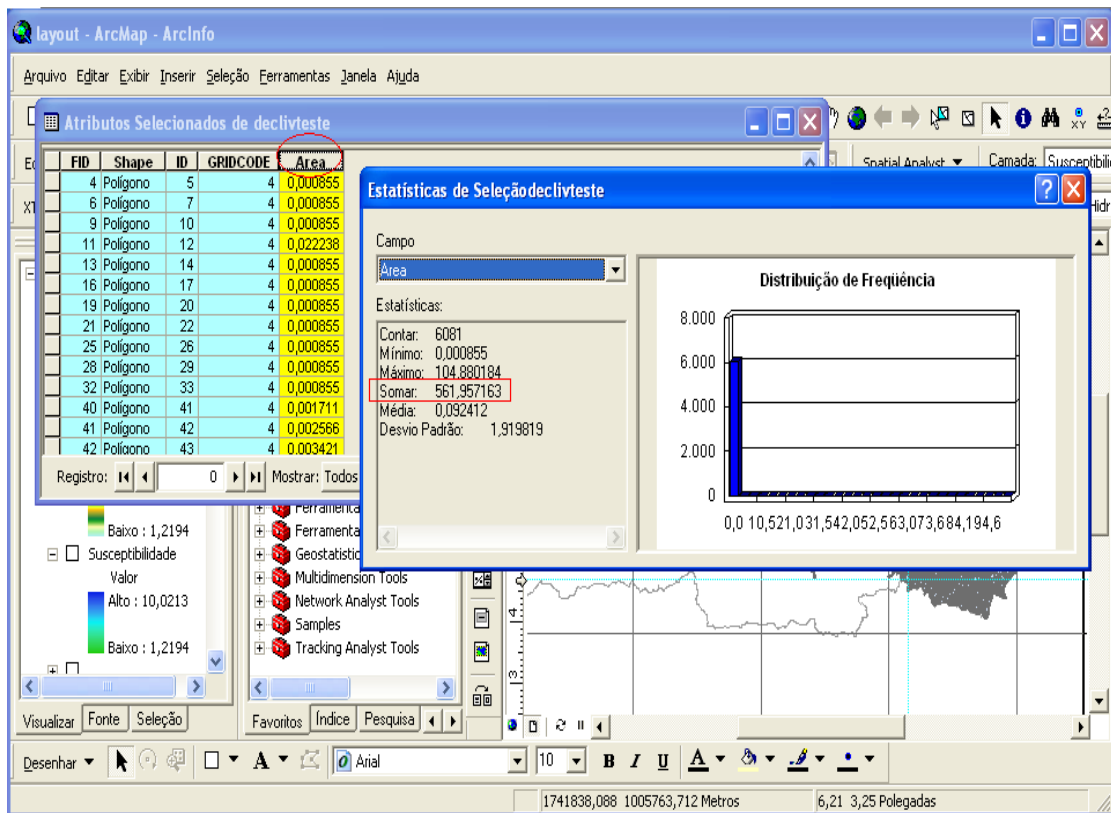 layout - ArcMap - ArcInfo
Arquivo Editar Exibir Inserir Seleção Ferramentas Janela Ajuda
Atributos Selecionados de declivteste
Spatial Analyst
Camada:
FID Shape ID GRIDCODE Area
4 Polígono 5 4 0,000855
6 Polígono 7 4 0,000855
9 Polígono 10 4 0,000855
11 Polígono 12 4 0,022238
13 Polígono 14 4 0,000855
16 Polígono 17 4 0,000855
19 Polígono 20 4 0,000855
21 Polígono 22 4 0,000855
25 Polígono 26 4 0,000855
28 Polígono 29 4 0,000855
32 Polígono 33 4 0,000855
40 Polígono 41 4 0,001711
41 Polígono 42 4 0,002566
42 Polígono 43 4 0,003421
Registro: 0 Mostrar: Todos
Estatísticas de Seleçãodeclivteste
Campo
Area
Estatísticas:
Contar: 6081
Mínimo: 0,000855
Máximo: 104,880184
Somar: 561,957163
Média: 0,092412
Desvio Padrão: 1,919819
Distribuição de Freqüência
8.000
6.000
4.000
2.000
0
0,0 10,521,031,542,052,563,073,684,194,6
Baixo : 1,2194
Susceptibilidade
Valor
Alto : 10,0213
Baixo : 1,2194
Ferramenta
Ferramenta
Geostatistic
Multidimension Tools
Network Analyst Tools
Samples
Tracking Analyst Tools
Visualizar Fonte Seleção
Favoritos Índice Pesquisa
Desenhar
A
Arial
10
B I U A
1741838,088 1005763,712 Metros
6,21 3,25 Polegadas